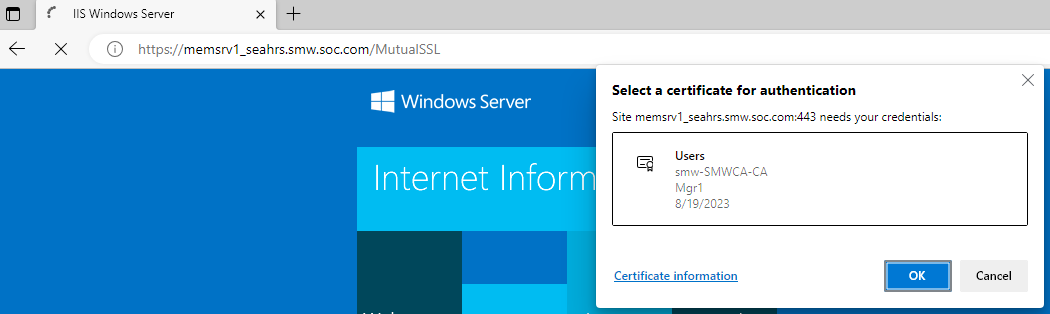 IIS Windows Server
https://memsrv1_seahrs.smw.soc.com/MutualSSL
Windows Server
Internet Inform
Select a certificate for authentication
Site memsrv1_seahrs.smw.soc.com:443 needs your credentials:
Users
smw-SMWCA-CA
Mgr1
8/19/2023
Certificate information
OK
Cancel